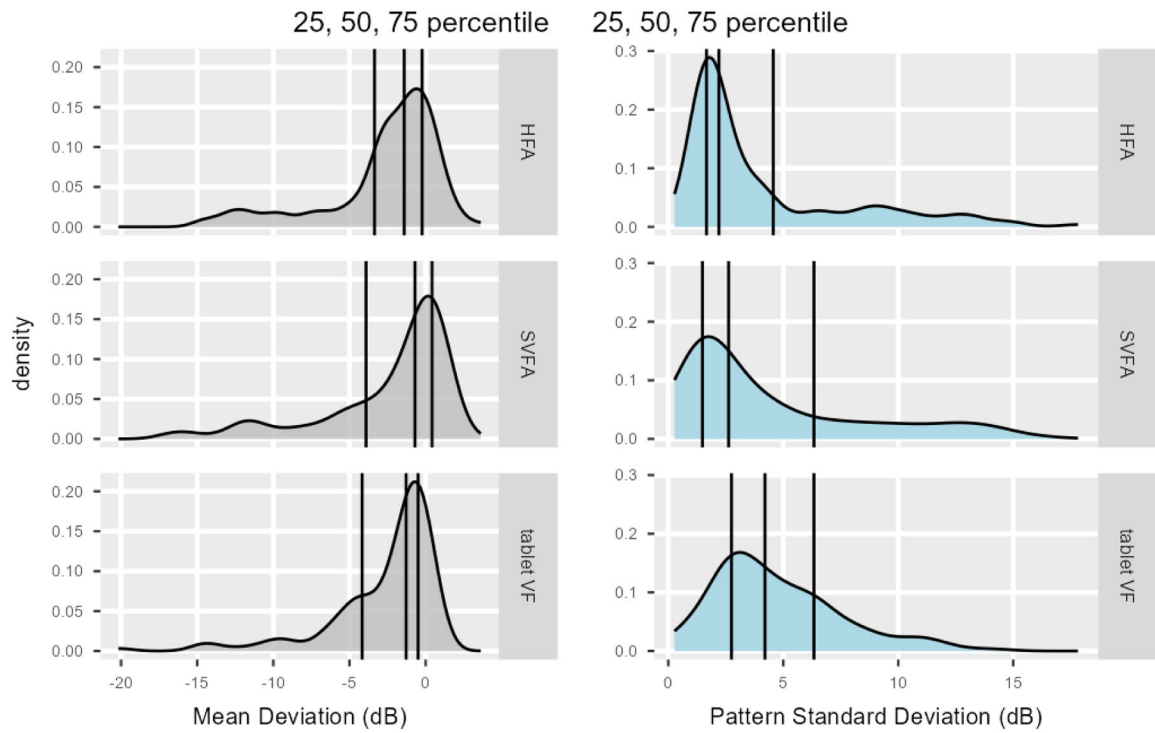 25, 50, 75 percentile
25, 50, 75 percentile
density
0.20
0.15
0.10
0.05
0.00
HFA
0.3
0.2
0.1
0.0
HFA
0.20
0.15
0.10
0.05
0.00
SVFA
0.3
0.2
0.1
0.0
SVFA
0.20
0.15
0.10
0.05
0.00
tablet VF
0.3
0.2
0.1
0.0
tablet VF
-20 -15 -10 -5 0
0 5 10 15
Mean Deviation (dB)
Pattern Standard Deviation (dB)